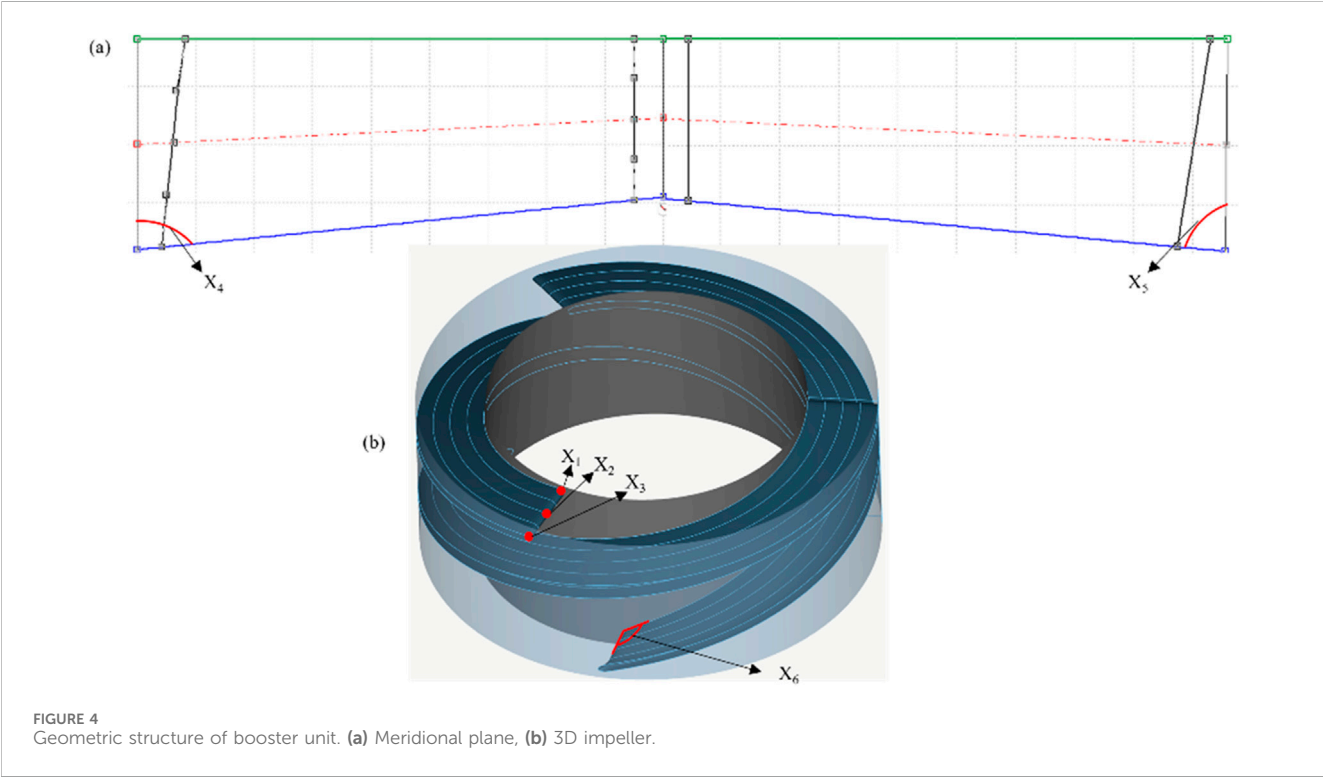 (a)
X4
X5
(b)
X1
X2
X3
X6
FIGURE 4
Geometric structure of booster unit. (a) Meridional plane, (b) 3D impeller.